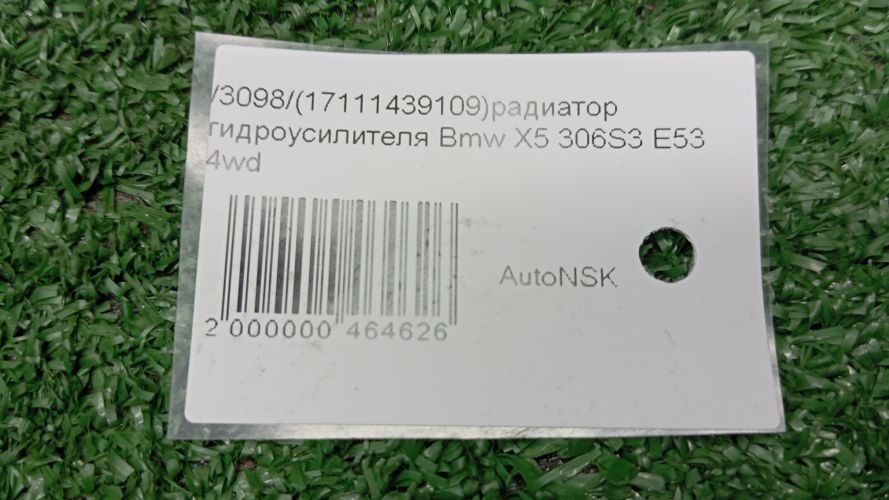 /3098/(17111439109)радиатор
гидроусилителя Bmw X5 306S3 E53
4wd
AutoNSK
2 000000 464626